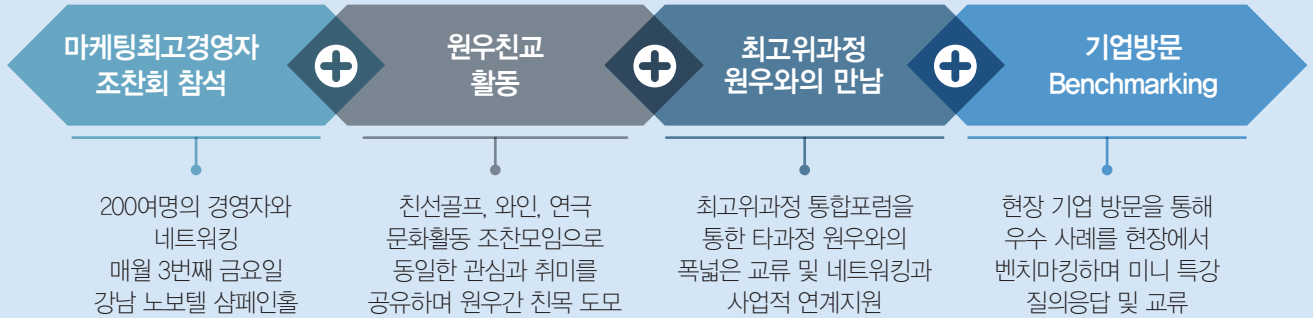 마케팅최고경영자
조찬회 참석
원우친교
활동
최고위과정
원우와의 만남
기업방문
Benchmarking
200여명의 경영자와
네트워킹
매월 3번째 금요일
강남 노보텔 샴페인홀
친선골프, 와인, 연극
문화활동 조찬모임으로
동일한 관심과 취미를
공유하며 원우간 친목 도모
최고위과정 통합포럼을
통한 타과정 원우와의
폭넓은 교류 및 네트워킹과
사업적 연계지원
현장 기업 방문을 통해
우수 사례를 현장에서
벤치마킹하며 미니 특강
질의응답 및 교류